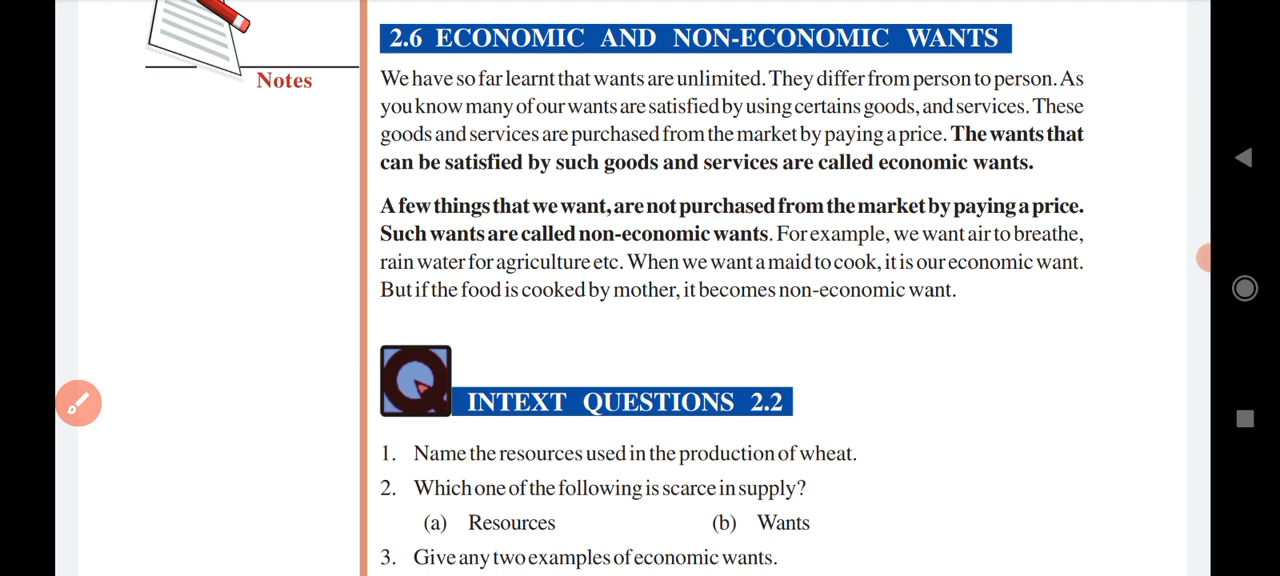 2.6 ECONOMIC AND NON-ECONOMIC WANTS
Notes
We have so far learnt that wants are unlimited. They differ from person to person. As
you know many of our wants are satisfied by using certains goods, and services. These
goods and services are purchased from the market by paying a price. The wants that
can be satisfied by such goods and services are called economic wants.
A few things that we want, are not purchased from the market by paying a price.
Such wants are called non-economic wants. For example, we want air to breathe,
rain water for agriculture etc. When we want a maid to cook, it is our economic want.
But if the food is cooked by mother, it becomes non-economic want.
INTEXT QUESTIONS 2.2
1. Name the resources used in the production of wheat.
2. Which one of the following is scarce in supply?
(a) Resources (b) Wants
3. Give any two examples of economic wants.